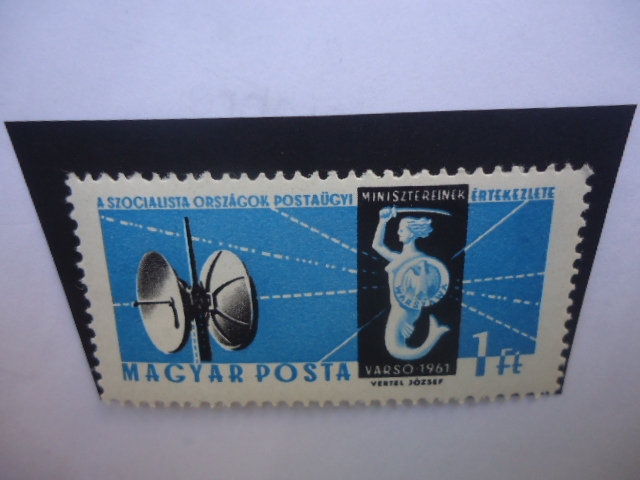 A SZOCIALISTA ORSZÁGOK POSTAÜGYI MINISZTEREINEK ÉRTEKEZLETE
WARSZAWA
MAGYAR POSTA
VARSÓ·1961
1 Ft
VERTEL JÓZSEF